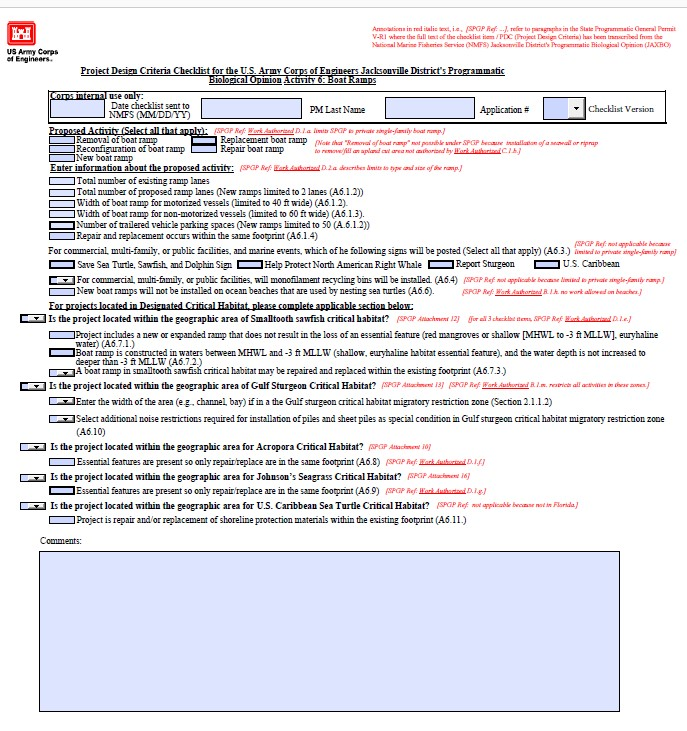 Annotations in red italic text, i.e., [SPGP Ref: ...], refer to paragraphs in the State Programmatic General Permit
V-R1 where the full text of the checklist item / PDC (Project Design Criteria) has been transcribed from the
National Marine Fisheries Service (NMFS) Jacksonville District's Programmatic Biological Opinion (JAXBO)
US Army Corps
of Engineers.
Project Design Criteria Checklist for the U.S. Army Corps of Engineers Jacksonville District's Programmatic
Biological Opinion Activity 6: Boat Ramps
Corps internal use only:
Date checklist sent to
NMFS (MM/DD/YY)
PM Last Name
Application #
Checklist Version
Proposed Activity (Select all that apply): [SPGP Ref: Work Authorized D.1.a. limits SPGP to private single-family boat ramp.]
Removal of boat ramp
Replacement boat ramp
Reconfiguration of boat ramp
Repair boat ramp
New boat ramp
[Note that "Removal of boat ramp" not possible under SPGP because installation of a seawall or riprap
to remove/fill an upland cut area not authorized by Work Authorized C.1.b.]
Enter information about the proposed activity: [SPGP Ref: Work Authorized D.1.a. describes limits to type and size of the ramp.]
Total number of existing ramp lanes
Total number of proposed ramp lanes (New ramps limited to 2 lanes (A6.1.2))
Width of boat ramp for motorized vessels (limited to 40 ft wide) (A6.1.2).
Width of boat ramp for non-motorized vessels (limited to 60 ft wide) (A6.1.3).
Number of trailered vehicle parking spaces (New ramps limited to 50 (A.6.1.2))
Repair and replacement occurs within the same footprint (A6.1.4)
For commercial, multi-family, or public facilities, and marine events, which of he following signs will be posted (Select all that apply) (A6.3.)
[SPGP Ref: not applicable because
limited to private single-family ramp]
Save Sea Turtle, Sawfish, and Dolphin Sign
Help Protect North American Right Whale
Report Sturgeon
U.S. Caribbean
For commercial, multi-family, or public facilities, will monofilament recycling bins will be installed. (A6.4) [SPGP Ref: not applicable because limited to private single-family ramp.]
New boat ramps will not be installed on ocean beaches that are used by nesting sea turtles (A6.6). [SPGP Ref: Work Authorized B.1.h. no work allowed on beaches.]
For projects located in Designated Critical Habitat, please complete applicable section below:
Is the project located within the geographic area of Smalltooth sawfish critical habitat? [SPGP Attachment 12] [for all 3 checklist items, SPGP Ref: Work Authorized D.1.e.]
Project includes a new or expanded ramp that does not result in the loss of an essential feature (red mangroves or shallow [MHWL to -3 ft MLLW], euryhaline
water) (A6.7.1.)
Boat ramp is constructed in waters between MHWL and -3 ft MLLW (shallow, euryhaline habitat essential feature), and the water depth is not increased to
deeper than -3 ft MLLW (A6.7.2.)
A boat ramp in smalltooth sawfish critical habitat may be repaired and replaced within the existing footprint (A6.7.3.)
Is the project located within the geographic area of Gulf Sturgeon Critical Habitat? [SPGP Attachment 13] [SPGP Ref: Work Authorized B.1.m. restricts all activities in these zones.]
Enter the width of the area (e.g., channel, bay) if in a the Gulf sturgeon critical habitat migratory restriction zone (Section 2.1.1.2)
Select additional noise restrictions required for installation of piles and sheet piles as special condition in Gulf sturgeon critical habitat migratory restriction zone
(A6.10)
Is the project located within the geographic area for Acropora Critical Habitat? [SPGP Attachment 10]
Essential features are present so only repair/replace are in the same footprint (A6.8) [SPGP Ref: Work Authorized D.1.f.]
Is the project located within the geographic area for Johnson's Seagrass Critical Habitat? [SPGP Attachment 16]
Essential features are present so only repair/replace are in the same footprint (A6.9) [SPGP Ref: Work Authorized D.1.g.]
Is the project located within the geographic area for U.S. Caribbean Sea Turtle Critical Habitat? [SPGP Ref: not applicable because not in Florida.]
Project is repair and/or replacement of shoreline protection materials within the existing footprint (A6.11.)
Comments: